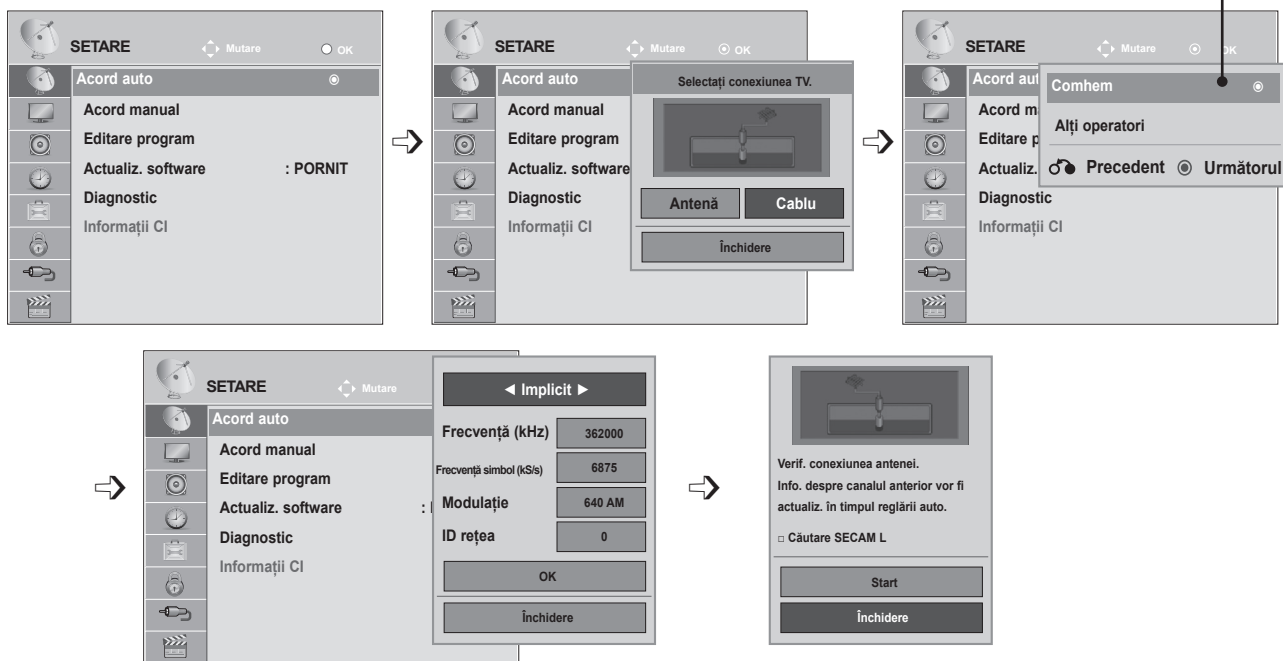 SETARE Mutare OK
Acord auto
Acord manual
Editare program
Actualiz. software : PORNIT
Diagnostic
Informații CI
SETARE Mutare OK
Acord auto
Acord manual
Editare program
Actualiz. software
Diagnostic
Informații CI
Selectați conexiunea TV.
Antenă Cablu
Închidere
SETARE Mutare OK
Acord aut
Acord m
Editare p
Actualiz.
Diagnostic
Informații CI
Comhem
Alți operatori
Precedent Următorul
SETARE Mutare
Acord auto
Acord manual
Editare program
Actualiz. software :
Diagnostic
Informații CI
◄ Implicit ►
Frecvență (kHz) 362000
Frecvență simbol (kS/s) 6875
Modulație 640 AM
ID rețea 0
OK
Închidere
Verif. conexiunea antenei.
Info. despre canalul anterior vor fi
actualiz. în timpul reglării auto.
□ Căutare SECAM L
Start
Închidere